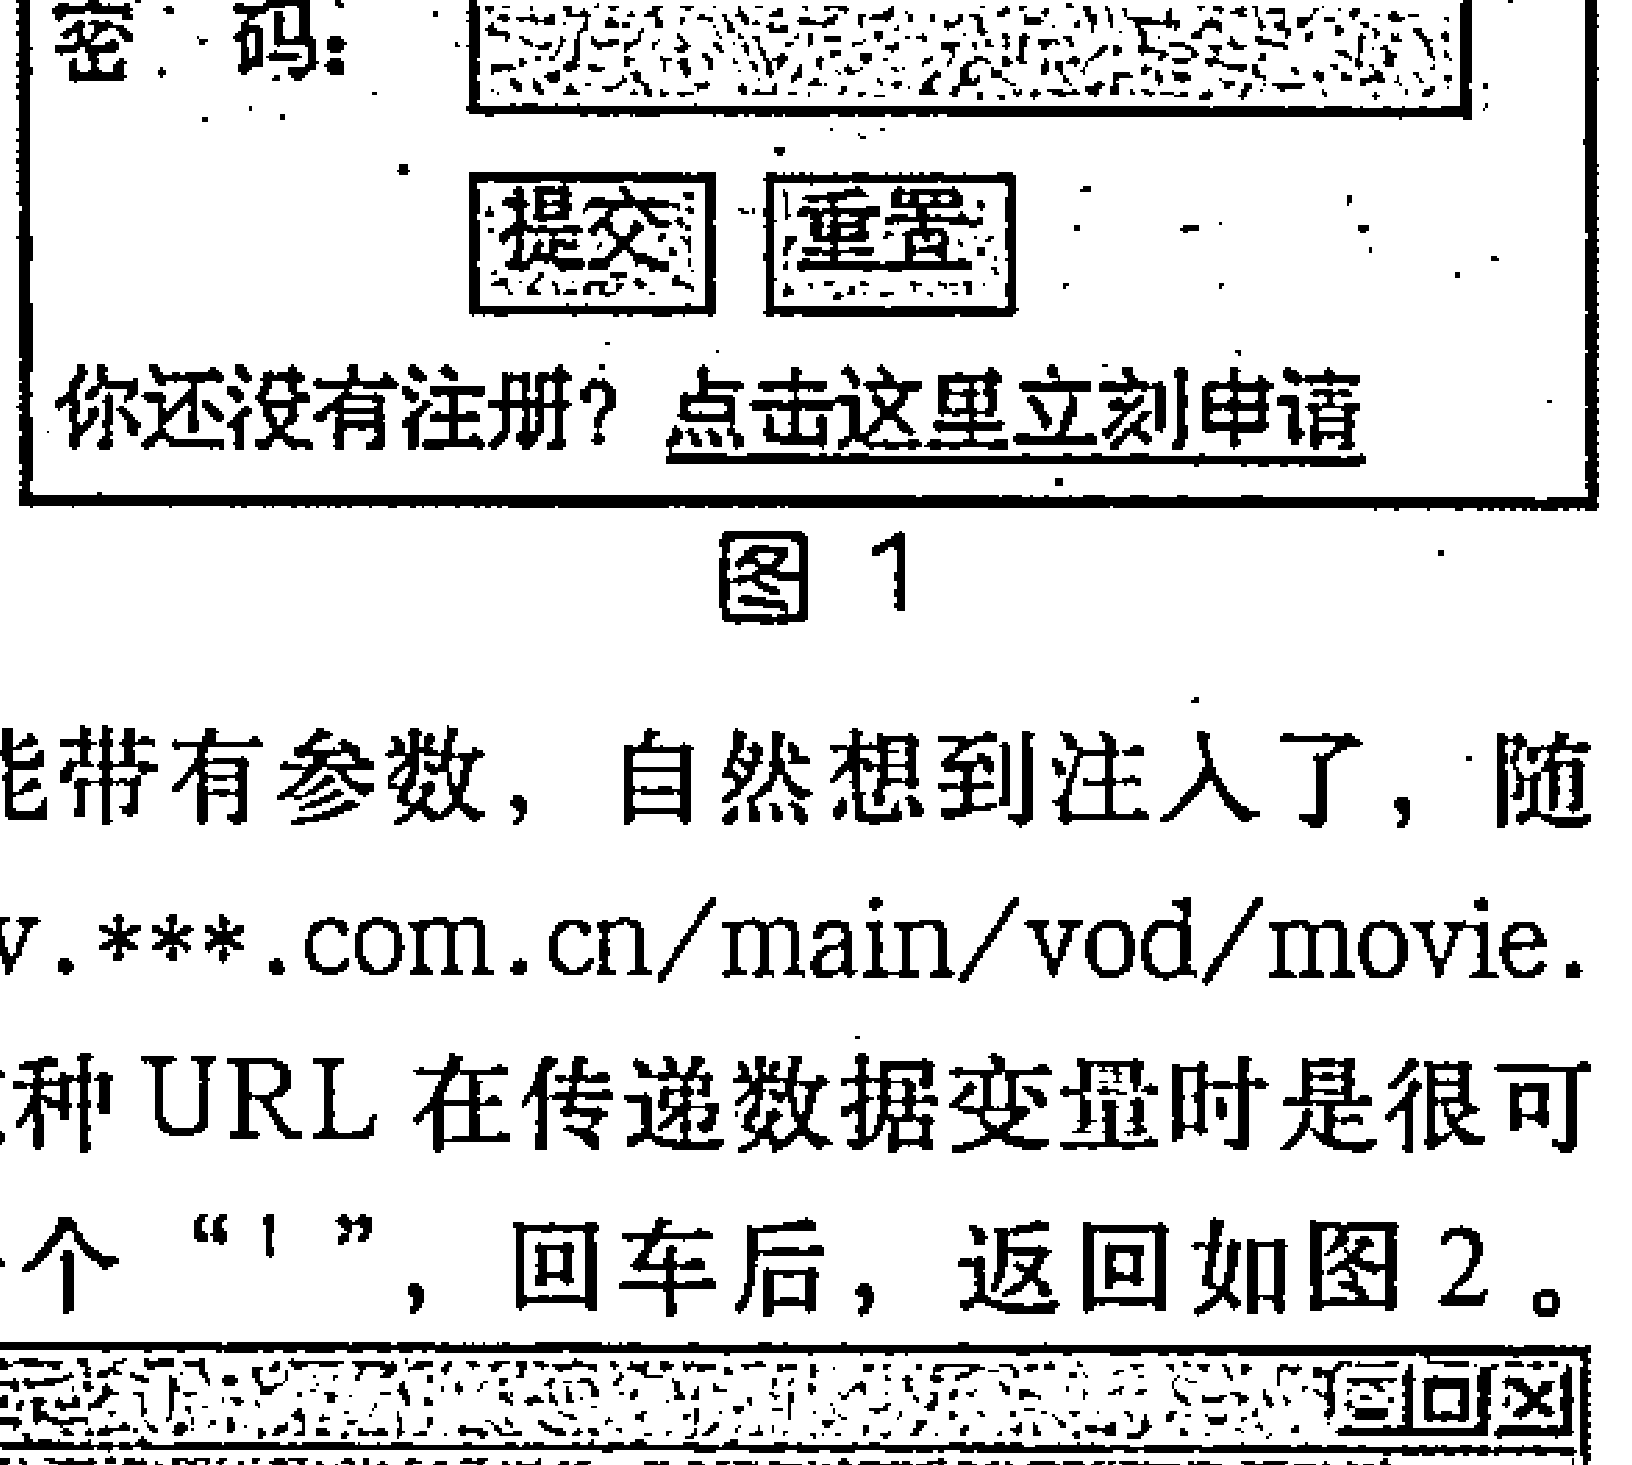 密 码:
提交 重置
你还没有注册? 点击这里立刻申请
图 1
能带有参数,自然想到注入了,随
.***.com.cn/main/vod/movie.
种 URL 在传递数据变量时是很可
个“'”,回车后,返回如图 2。